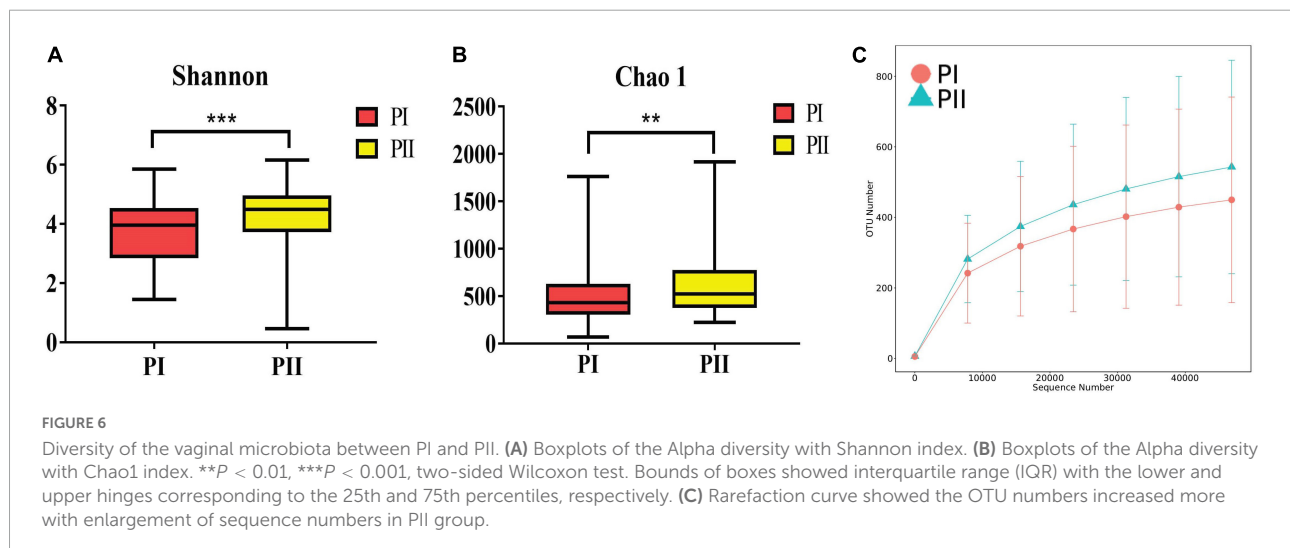 A
Shannon
8
6
4
2
0
***
PI
PII
PI
PII
B
Chao 1
2500
2000
1500
1000
500
0
**
PI
PII
PI
PII
C
PI
PII
OTU Number
800
600
400
200
0
0
10000
20000
30000
40000
Sequence Number
FIGURE 6
Diversity of the vaginal microbiota between PI and PII. (A) Boxplots of the Alpha diversity with Shannon index. (B) Boxplots of the Alpha diversity
with Chao1 index. **P < 0.01, ***P < 0.001, two-sided Wilcoxon test. Bounds of boxes showed interquartile range (IQR) with the lower and
upper hinges corresponding to the 25th and 75th percentiles, respectively. (C) Rarefaction curve showed the OTU numbers increased more
with enlargement of sequence numbers in PII group.